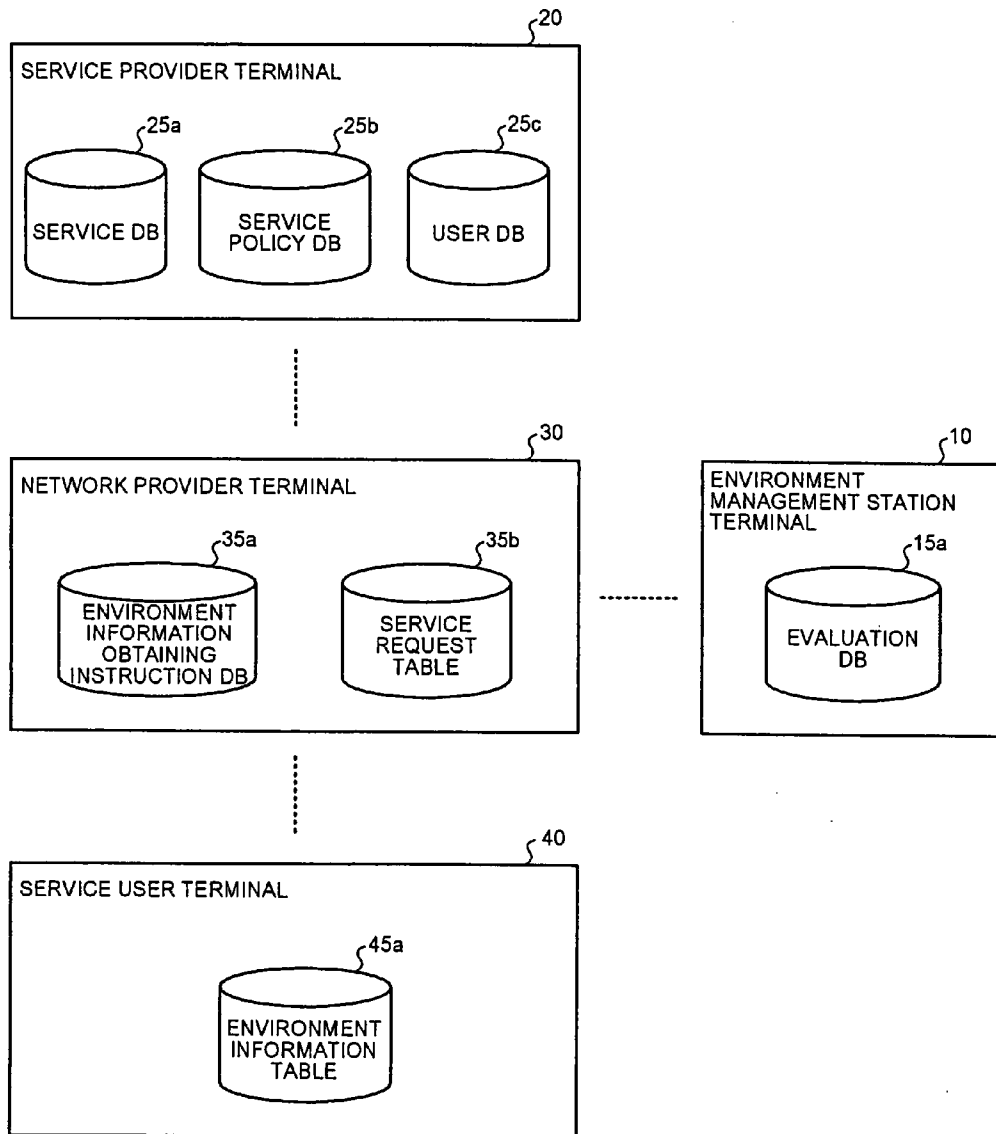 20
SERVICE PROVIDER TERMINAL
25a
25b
25c
SERVICE DB
SERVICE
POLICY DB
USER DB
30
NETWORK PROVIDER TERMINAL
35a
35b
ENVIRONMENT
INFORMATION
OBTAINING
INSTRUCTION DB
SERVICE
REQUEST
TABLE
10
ENVIRONMENT
MANAGEMENT STATION
TERMINAL
15a
EVALUATION
DB
40
SERVICE USER TERMINAL
45a
ENVIRONMENT
INFORMATION
TABLE